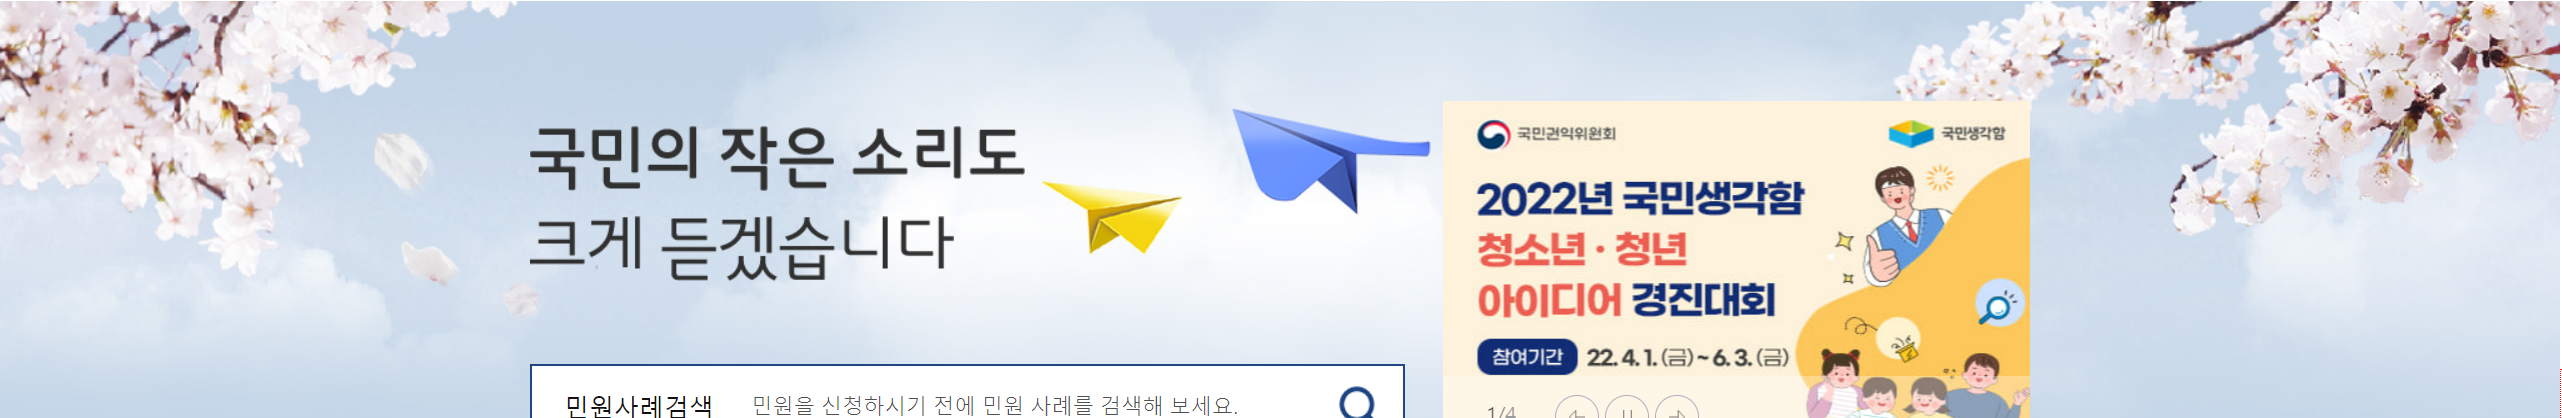 국민의 작은 소리도
크게 듣겠습니다
민원사례검색 민원을 신청하시기 전에 민원 사례를 검색해 보세요.
국민권익위원회 국민생각함
2022년 국민생각함
청소년·청년
아이디어 경진대회
참여기간 22. 4. 1. (금) ~ 6. 3. (금)
1/4